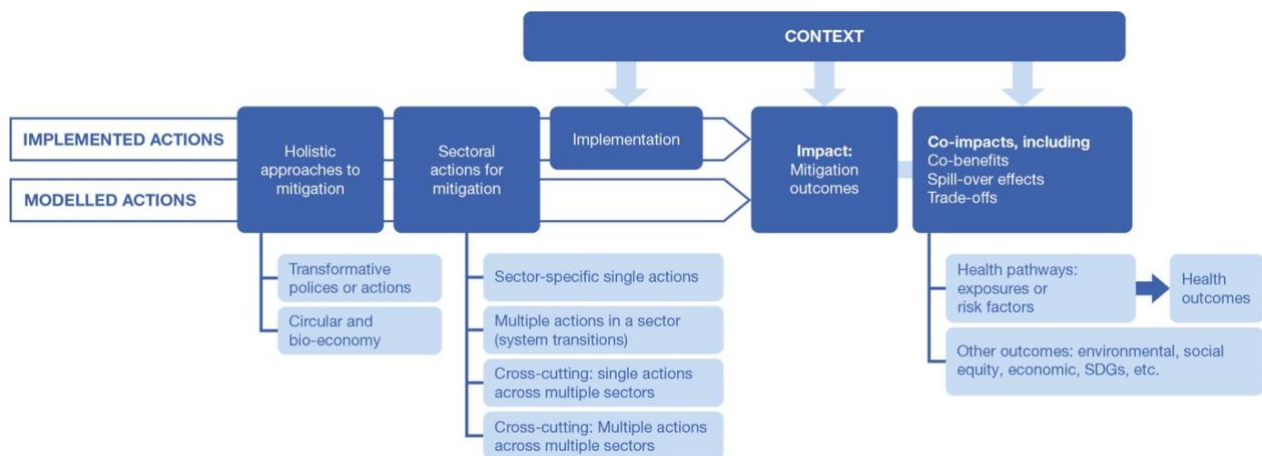 CONTEXT
IMPLEMENTED ACTIONS
MODELLED ACTIONS
Holistic
approaches to
mitigation
Sectoral
actions for
mitigation
Implementation
Impact:
Mitigation
outcomes
Co-impacts, including
Co-benefits
Spill-over effects
Trade-offs
Transformative
polices or actions
Circular and
bio-economy
Sector-specific single actions
Multiple actions in a sector
(system transitions)
Cross-cutting: single actions
across multiple sectors
Cross-cutting: Multiple actions
across multiple sectors
Health pathways:
exposures or
risk factors
Health
outcomes
Other outcomes: environmental, social
equity, economic, SDGs, etc.